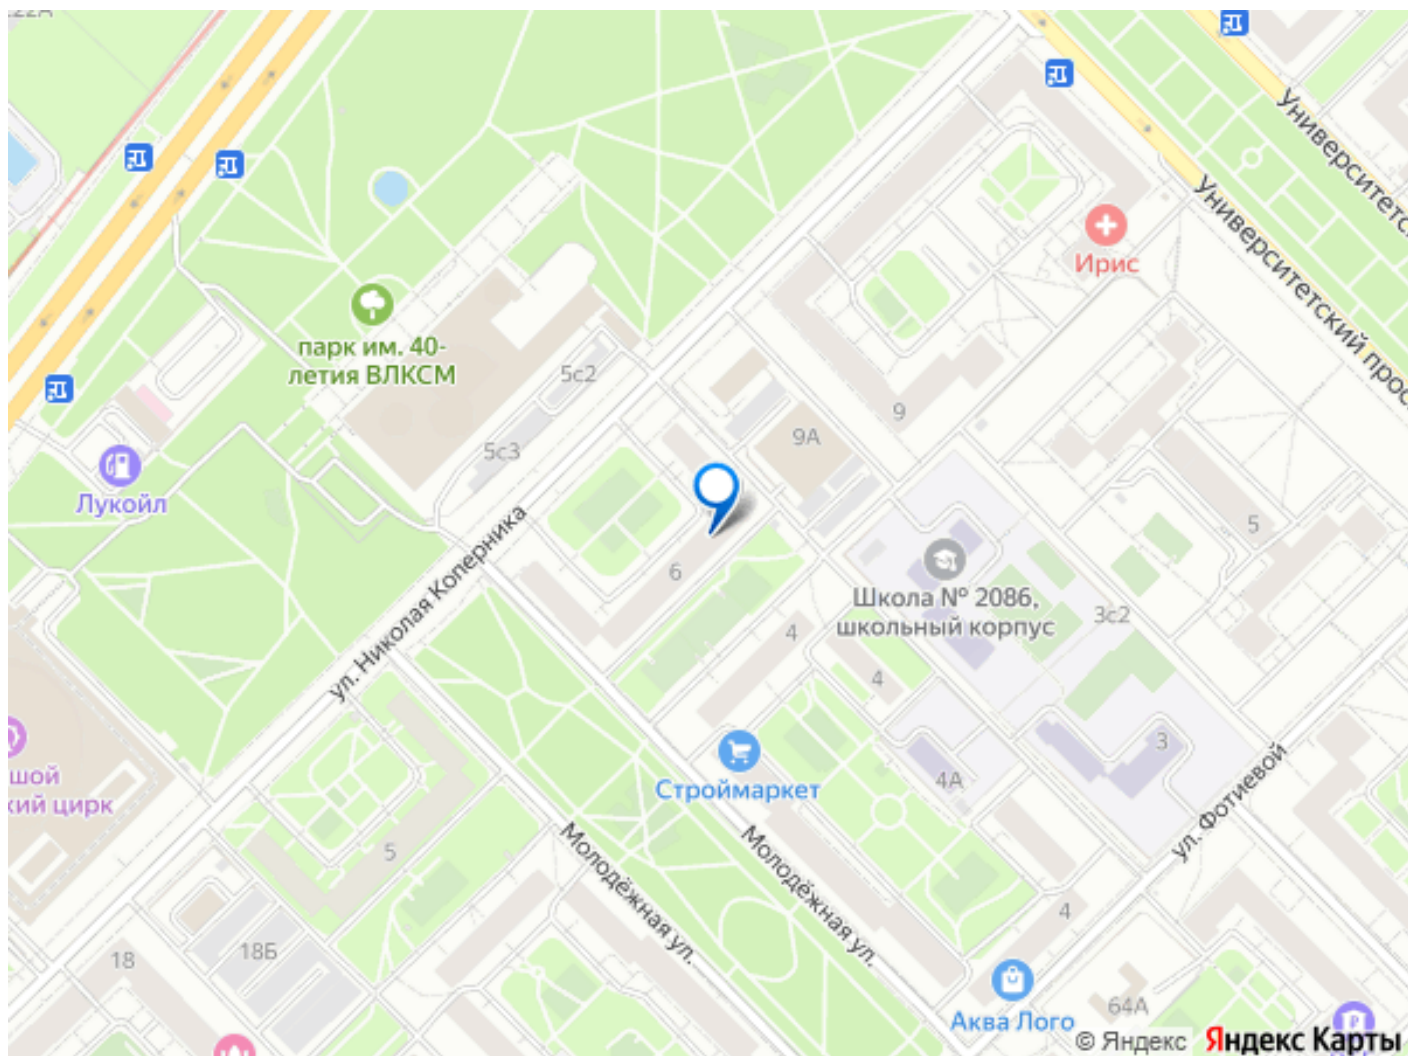 222А
Университетск
Университетский прос
Ирис
парк им. 40-
летия ВЛКСМ
5с2
5с3
9
9А
Лукойл
5
ул. Николая Коперника
6
Школа № 2086,
школьный корпус
3с2
4
4
3
4А
Строймаркет
шой
кий цирк
ул. Фотиевой
5
Молодёжная ул.
Молодёжная ул.
4
18
18Б
64А
Аква Лого
© Яндекс Яндекс Карты